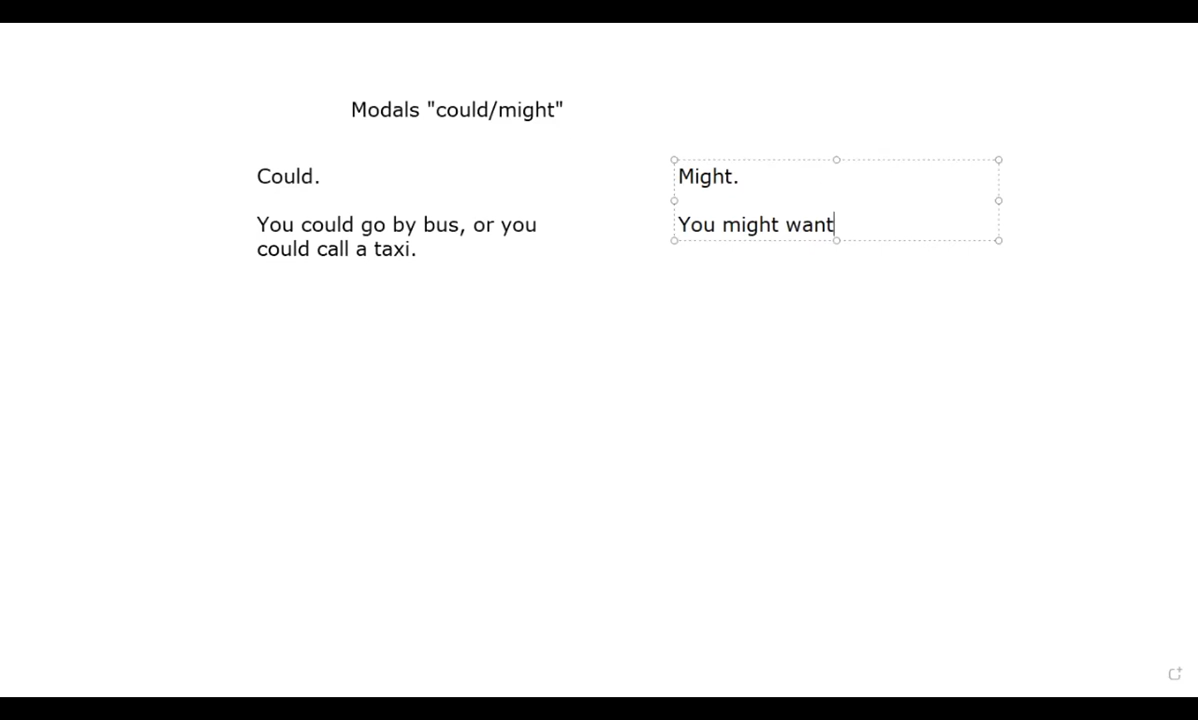 Modals "could/might"
Could.
You could go by bus, or you
could call a taxi.
Might.
You might want